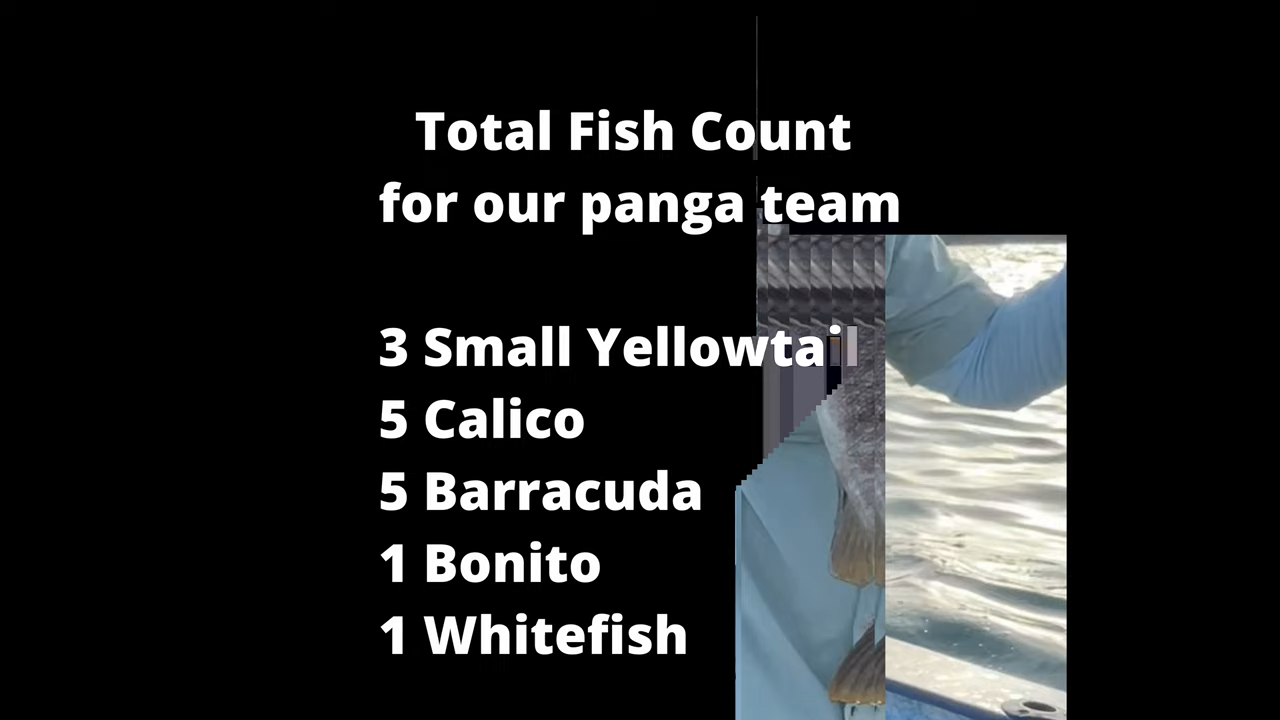 Total Fish Count
for our panga team
3 Small Yellowtail
5 Calico
5 Barracuda
1 Bonito
1 Whitefish